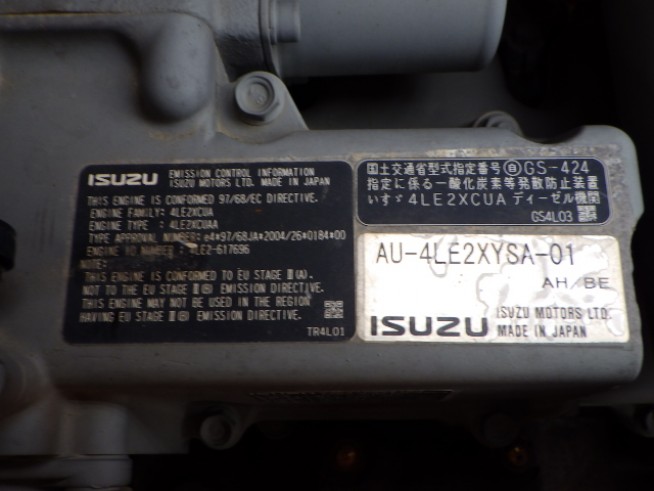 ISUZU EMISSION CONTROL INFORMATION
ISUZU MOTORS LTD. MADE IN JAPAN
THIS ENGINE IS CONFORMED 97/68/EC DIRECTIVE.
ENGINE FAMILY: 4LE2XCUA
ENGINE TYPE : 4LE2XCUAA
TYPE APPROVAL NUMBER: e4*97/68JA*2004/26*0184*00
ENGINE NUMBER : 4LE2-617696
NOTE:
CONFORMED TO EU STAGE Ⅲ(A).
NOT TO THE EU STAGE Ⅲ(B) EMISSION DIRECTIVE.
THIS ENGINE MAY NOT BE USED IN THE REGION
HAVING EU STAGE Ⅲ(B) EMISSION DIRECTIVE.
TR4L01
国土交通省型式指定番号 GS-424
指定に係る一酸化炭素等発散防止装置
いすゞ 4LE2XCUA ディーゼル機関
GS4L03
AU-4LE2XYSA-01
AH/BE
ISUZU ISUZU MOTORS LTD.
MADE IN JAPAN